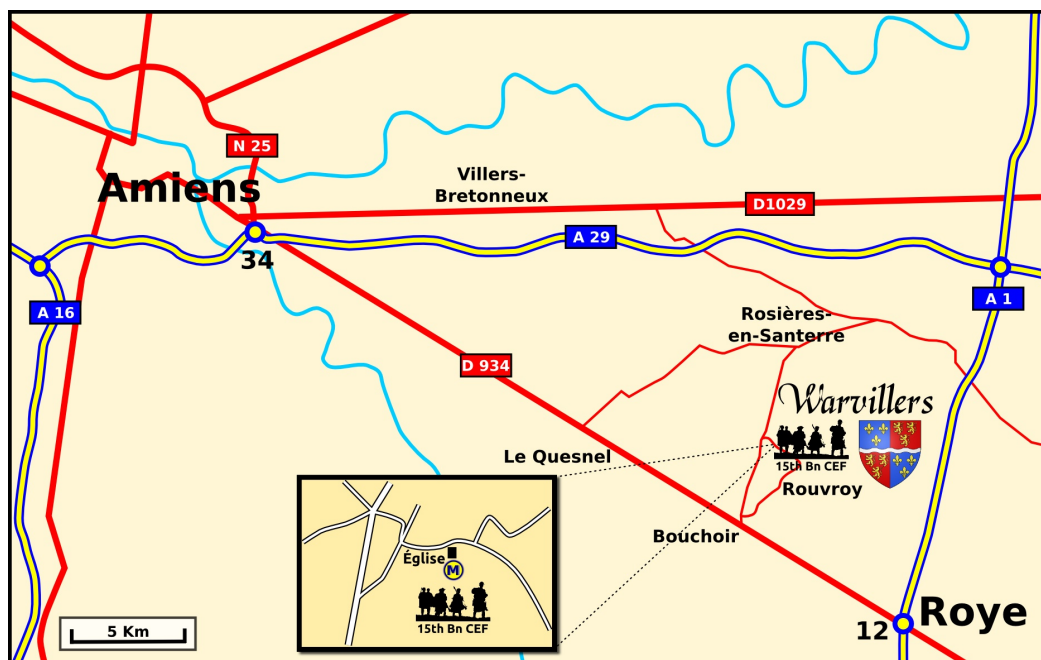 N 25
Villers-
Bretonneux
Amiens
D1029
A 29
34
A 16
A 1
Rosières-
en-Santerre
D 934
Warvillers
15th Bn CEF
Le Quesnel
Rouvroy
Bouchoir
Église
M
15th Bn CEF
Roye
12
5 Km